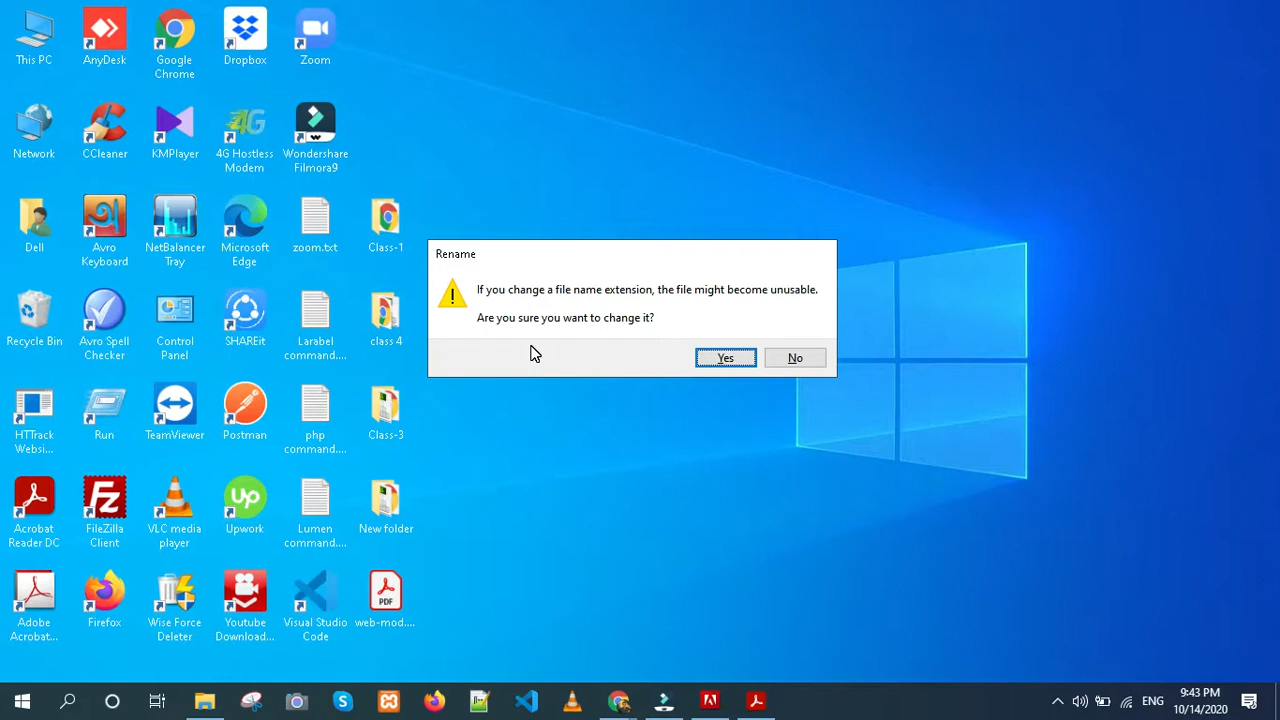 This PC
AnyDesk
Google
Chrome
Dropbox
Zoom
Network
CCleaner
KMPlayer
4G Hostless
Modem
Wondershare
Filmora9
Dell
Avro
Keyboard
NetBalancer
Tray
Microsoft
Edge
zoom.txt
Class-1
Recycle Bin
Avro Spell
Checker
Control
Panel
SHAREit
Larabel
command....
class 4
HTTrack
Websi...
Run
TeamViewer
Postman
php
command....
Class-3
Acrobat
Reader DC
FileZilla
Client
VLC media
player
Upwork
Lumen
command....
New folder
Adobe
Acrobat...
Firefox
Wise Force
Deleter
Youtube
Download...
Visual Studio
Code
PDF
web-mod....
Rename
If you change a file name extension, the file might become unusable.
Are you sure you want to change it?
Yes
No
ENG
9:43 PM
10/14/2020